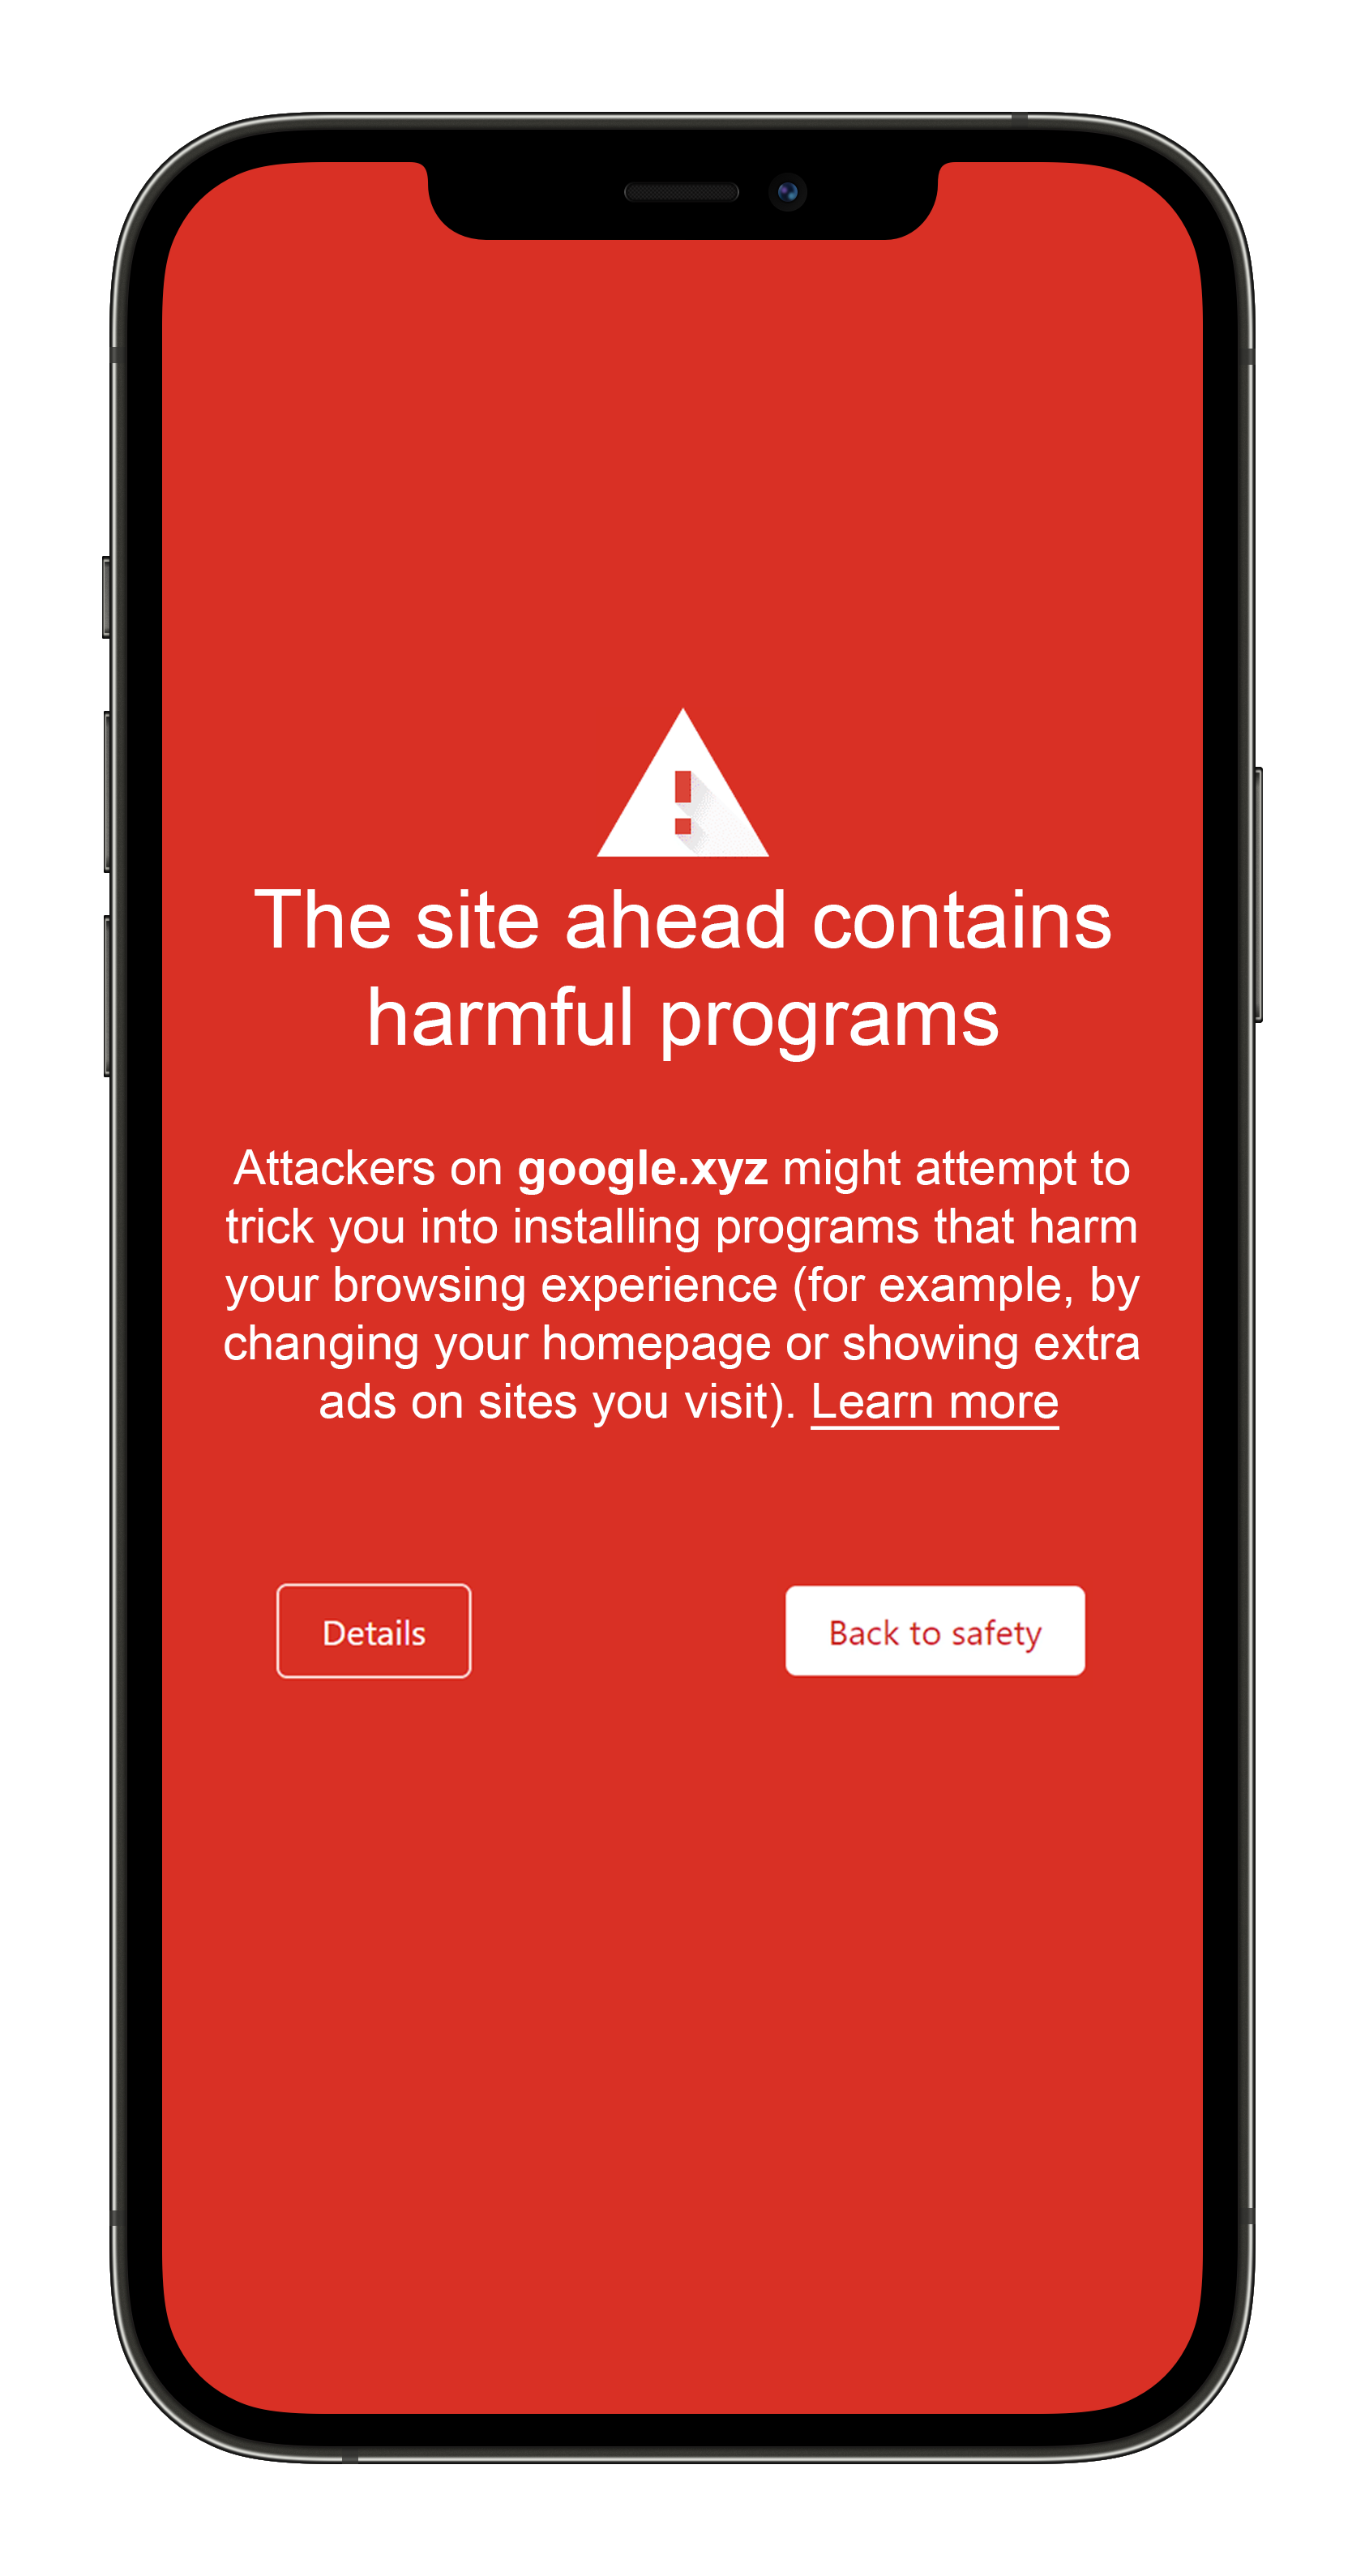 The site ahead contains
harmful programs
Attackers on google.xyz might attempt to
trick you into installing programs that harm
your browsing experience (for example, by
changing your homepage or showing extra
ads on sites you visit). Learn more
Details
Back to safety